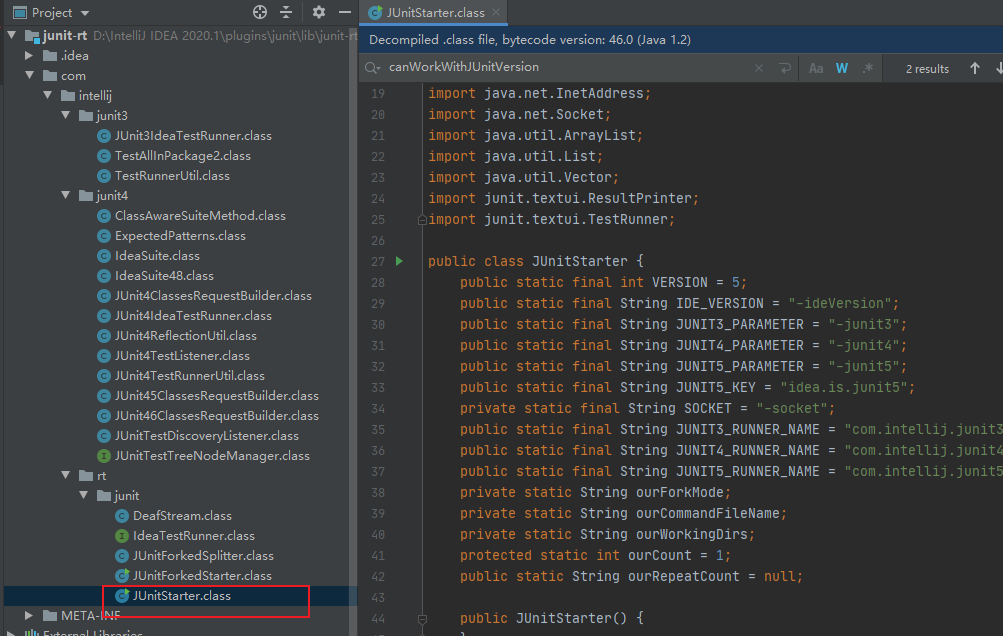 Project
junit-rt D:\IntelliJ IDEA 2020.1\plugins\junit\lib\junit-rt
.idea
com
intellij
junit3
JUnit3IdeaTestRunner.class
TestAllInPackage2.class
TestRunnerUtil.class
junit4
ClassAwareSuiteMethod.class
ExpectedPatterns.class
IdeaSuite.class
IdeaSuite48.class
JUnit4ClassesRequestBuilder.class
JUnit4IdeaTestRunner.class
JUnit4ReflectionUtil.class
JUnit4TestListener.class
JUnit4TestRunnerUtil.class
JUnit45ClassesRequestBuilder.class
JUnit46ClassesRequestBuilder.class
JUnitTestDiscoveryListener.class
JUnitTestTreeNodeManager.class
rt
junit
DeafStream.class
IdeaTestRunner.class
JUnitForkedSplitter.class
JUnitForkedStarter.class
JUnitStarter.class
META-INF
External Libraries
JUnitStarter.class
Decompiled .class file, bytecode version: 46.0 (Java 1.2)
canWorkWithJUnitVersion Aa W .* 2 results
19 import java.net.InetAddress;
20 import java.net.Socket;
21 import java.util.ArrayList;
22 import java.util.List;
23 import java.util.Vector;
24 import junit.textui.ResultPrinter;
25 import junit.textui.TestRunner;
26
27 public class JUnitStarter {
28 public static final int VERSION = 5;
29 public static final String IDE_VERSION = "-ideVersion";
30 public static final String JUNIT3_PARAMETER = "-junit3";
31 public static final String JUNIT4_PARAMETER = "-junit4";
32 public static final String JUNIT5_PARAMETER = "-junit5";
33 public static final String JUNIT5_KEY = "idea.is.junit5";
34 private static final String SOCKET = "-socket";
35 public static final String JUNIT3_RUNNER_NAME = "com.intellij.junit3
36 public static final String JUNIT4_RUNNER_NAME = "com.intellij.junit4
37 public static final String JUNIT5_RUNNER_NAME = "com.intellij.junit5
38 private static String ourForkMode;
39 private static String ourCommandFileName;
40 private static String ourWorkingDirs;
41 protected static int ourCount = 1;
42 public static String ourRepeatCount = null;
43
44 public JUnitStarter() {